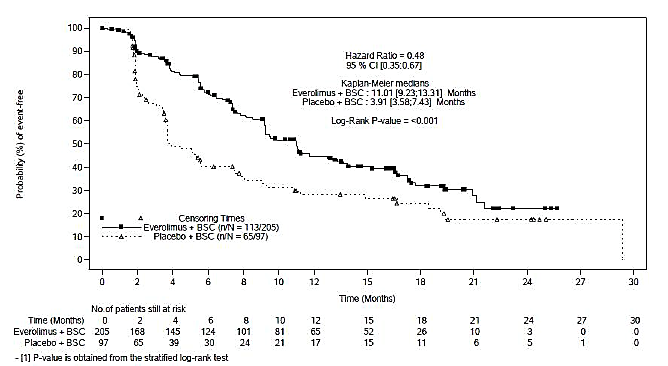 Probability (%) of event-free
100
90
80
70
60
50
40
30
20
10
0
Hazard Ratio = 0.48
95 % CI [0.35;0.67]
Kaplan-Meier medians
Everolimus + BSC : 11.01 [9.23;13.31] Months
Placebo + BSC : 3.91 [3.58;7.43] Months
Log-Rank P-value = <0.001
Censoring Times
Everolimus + BSC (n/N = 113/205)
Placebo + BSC (n/N = 65/97)
0 2 4 6 8 10 12 15 18 21 24 27 30
Time (Months)
No.of patients still at risk
Time (Months) 0 2 4 6 8 10 12 15 18 21 24 27 30
Everolimus + BSC 205 168 145 124 101 81 65 52 26 10 3 0 0
Placebo + BSC 97 65 39 30 24 21 17 15 11 6 5 1 0
- [1] P-value is obtained from the stratified log-rank test